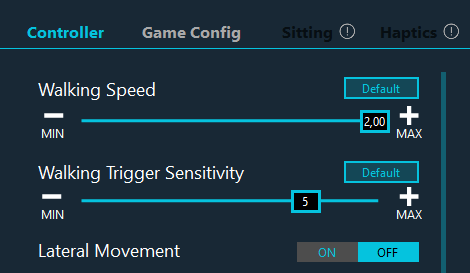 Controller Game Config Sitting Haptics
Walking Speed Default
2,00
MIN MAX
Walking Trigger Sensitivity Default
5
MIN MAX
Lateral Movement ON OFF